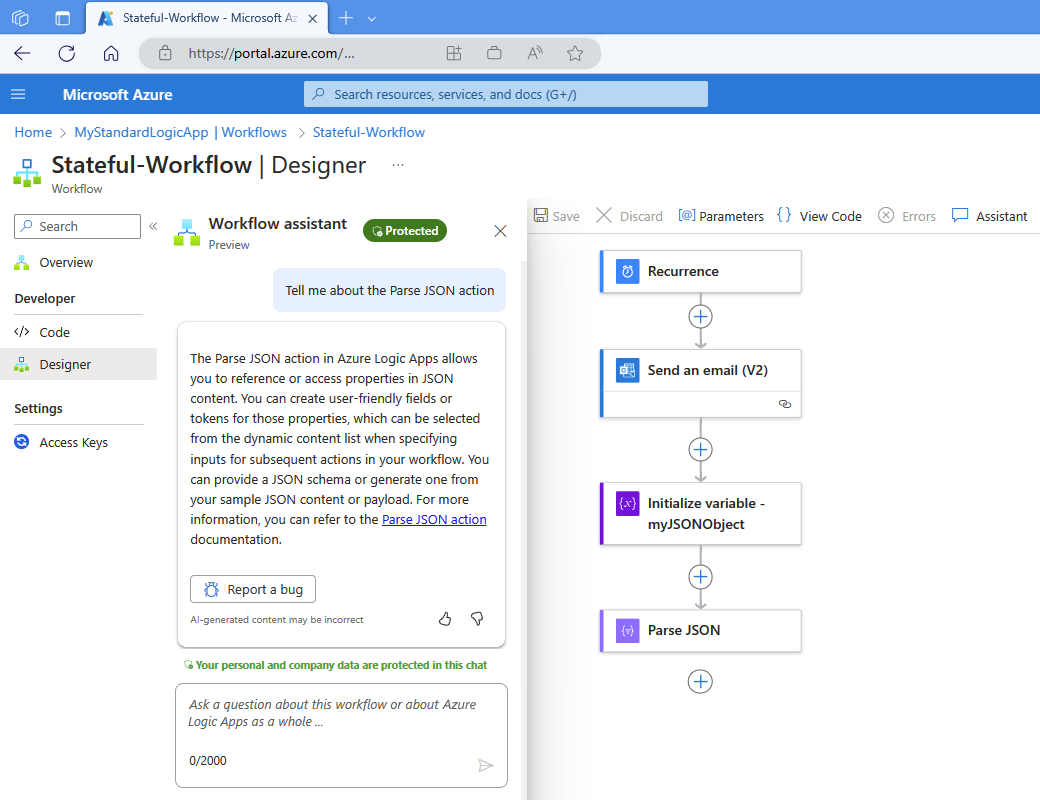 Stateful-Workflow - Microsoft Az
https://portal.azure.com/...
Microsoft Azure
Search resources, services, and docs (G+/)
Home > MyStandardLogicApp | Workflows > Stateful-Workflow
Stateful-Workflow | Designer ...
Workflow
Search
Overview
Developer
Code
Designer
Settings
Access Keys
Workflow assistant
Preview
Protected
Tell me about the Parse JSON action
The Parse JSON action in Azure Logic Apps allows
you to reference or access properties in JSON
content. You can create user-friendly fields or
tokens for those properties, which can be selected
from the dynamic content list when specifying
inputs for subsequent actions in your workflow. You
can provide a JSON schema or generate one from
your sample JSON content or payload. For more
information, you can refer to the Parse JSON action
documentation.
Report a bug
AI-generated content may be incorrect
Your personal and company data are protected in this chat
Ask a question about this workflow or about Azure
Logic Apps as a whole ...
0/2000
Save Discard Parameters View Code Errors Assistant
Recurrence
Send an email (V2)
Initialize variable -
myJSONObject
Parse JSON